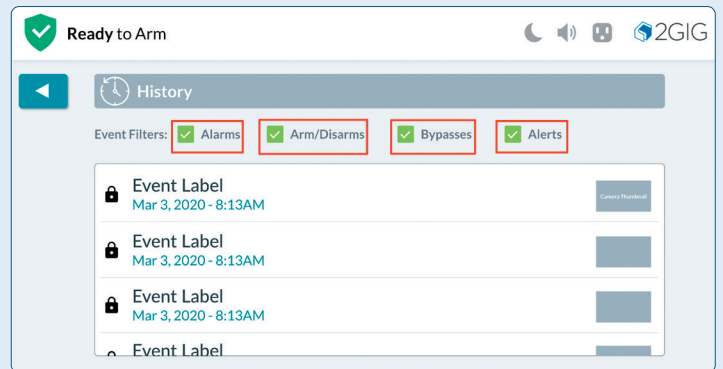 Ready to Arm
2GIG
History
Event Filters: Alarms Arm/Disarms Bypasses Alerts
Event Label
Mar 3, 2020 - 8:13AM
Camera Thumbnail
Event Label
Mar 3, 2020 - 8:13AM
Event Label
Mar 3, 2020 - 8:13AM
Event Label